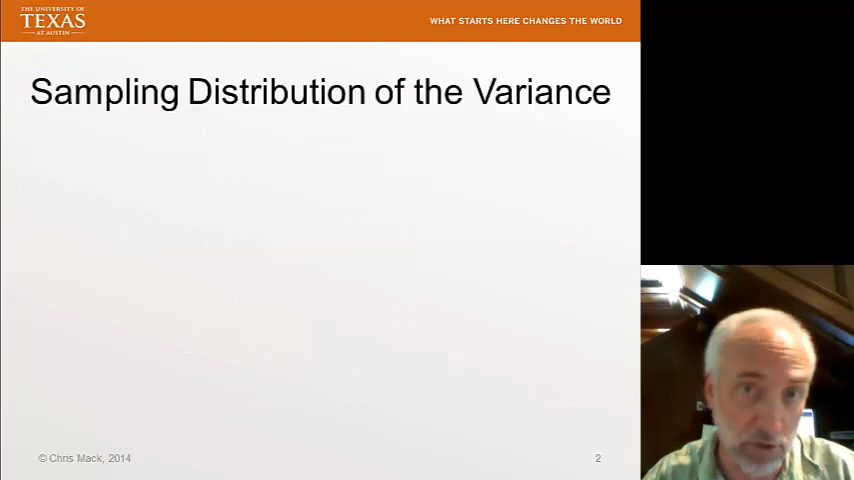 THE UNIVERSITY OF
TEXAS
AT AUSTIN
WHAT STARTS HERE CHANGES THE WORLD
Sampling Distribution of the Variance
© Chris Mack, 2014
2